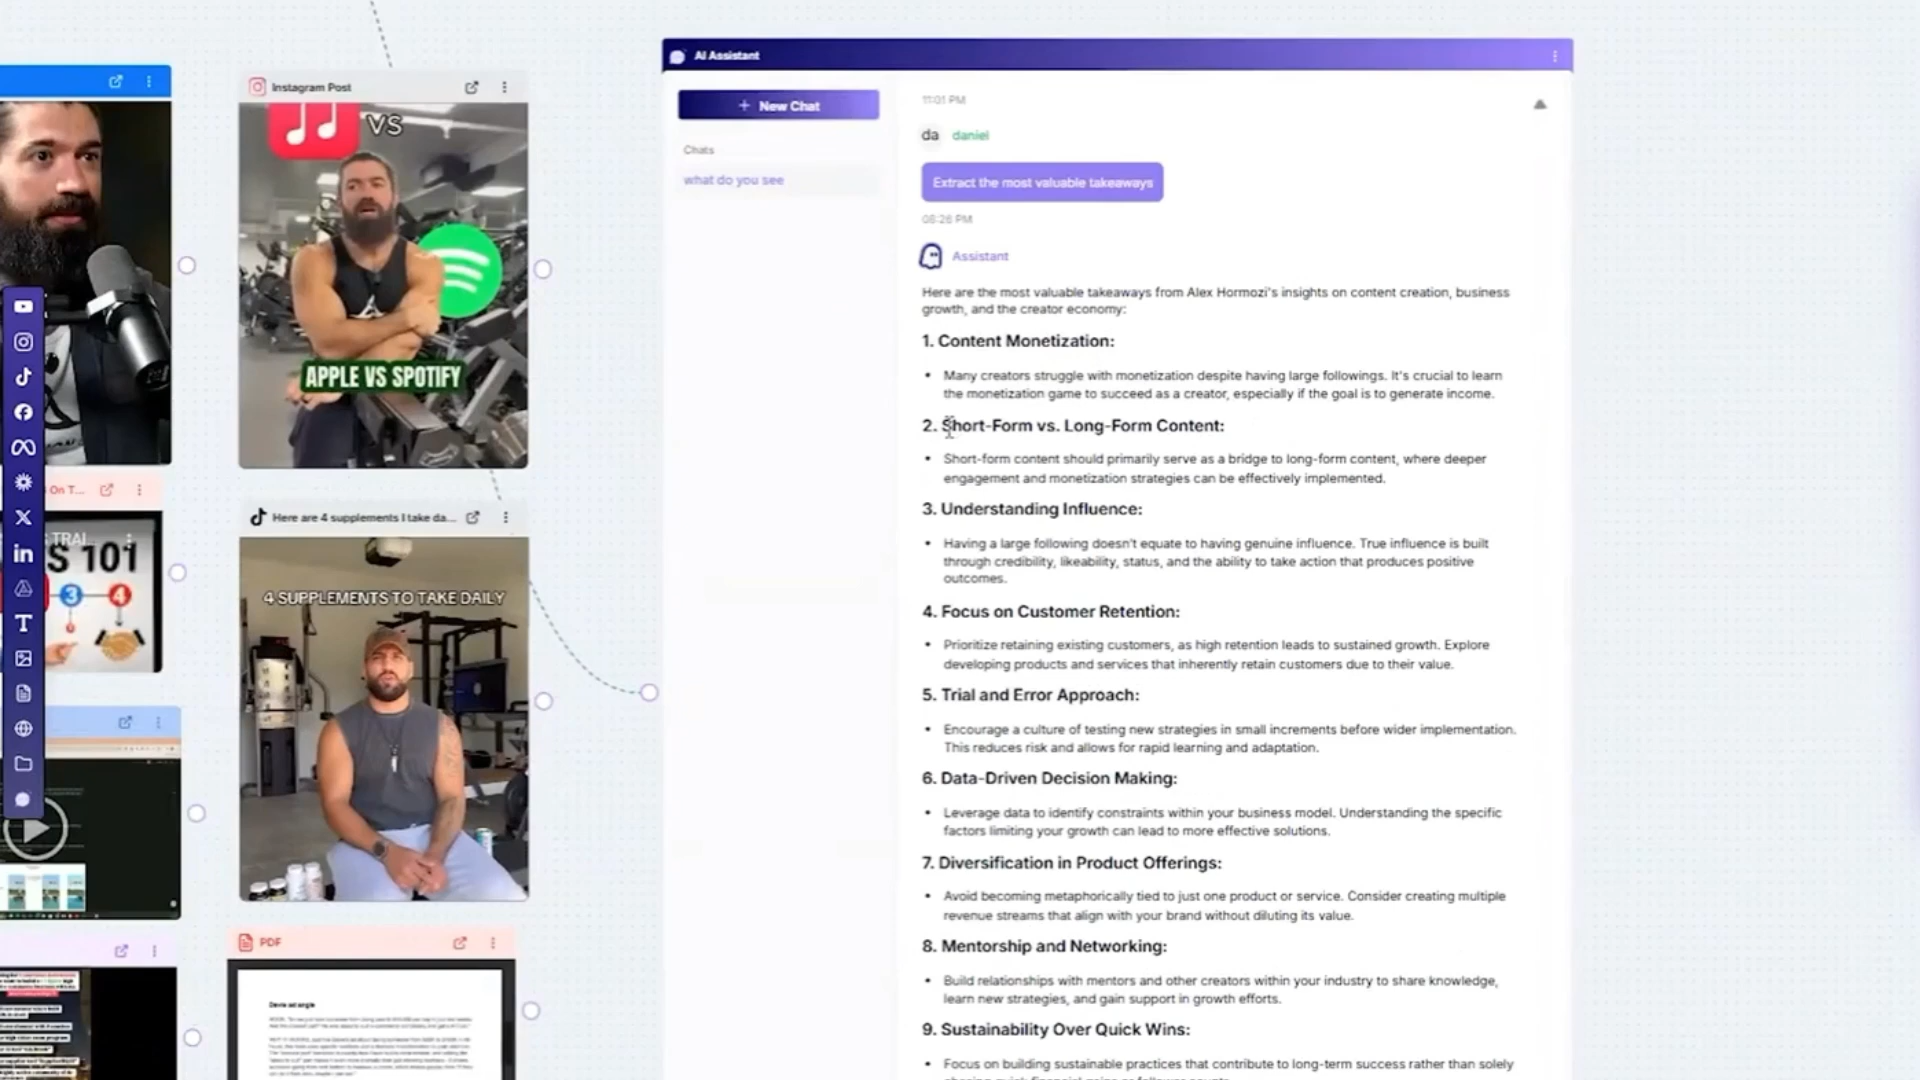 AI Assistant
Instagram Post
VS
APPLE VS SPOTIFY
On T...
TRAI
S 101
3
4
Here are 4 supplements I take da...
4 SUPPLEMENTS TO TAKE DAILY
PDF
+ New Chat
Chats
what do you see
11:01 PM
da daniel
Extract the most valuable takeaways
08:26 PM
Assistant
Here are the most valuable takeaways from Alex Hormozi's insights on content creation, business
growth, and the creator economy:
1. Content Monetization:
• Many creators struggle with monetization despite having large followings. It's crucial to learn
the monetization game to succeed as a creator, especially if the goal is to generate income.
2. Short-Form vs. Long-Form Content:
• Short-form content should primarily serve as a bridge to long-form content, where deeper
engagement and monetization strategies can be effectively implemented.
3. Understanding Influence:
• Having a large following doesn't equate to having genuine influence. True influence is built
through credibility, likeability, status, and the ability to take action that produces positive
outcomes.
4. Focus on Customer Retention:
• Prioritize retaining existing customers, as high retention leads to sustained growth. Explore
developing products and services that inherently retain customers due to their value.
5. Trial and Error Approach:
• Encourage a culture of testing new strategies in small increments before wider implementation.
This reduces risk and allows for rapid learning and adaptation.
6. Data-Driven Decision Making:
• Leverage data to identify constraints within your business model. Understanding the specific
factors limiting your growth can lead to more effective solutions.
7. Diversification in Product Offerings:
• Avoid becoming metaphorically tied to just one product or service. Consider creating multiple
revenue streams that align with your brand without diluting its value.
8. Mentorship and Networking:
• Build relationships with mentors and other creators within your industry to share knowledge,
learn new strategies, and gain support in growth efforts.
9. Sustainability Over Quick Wins:
• Focus on building sustainable practices that contribute to long-term success rather than solely